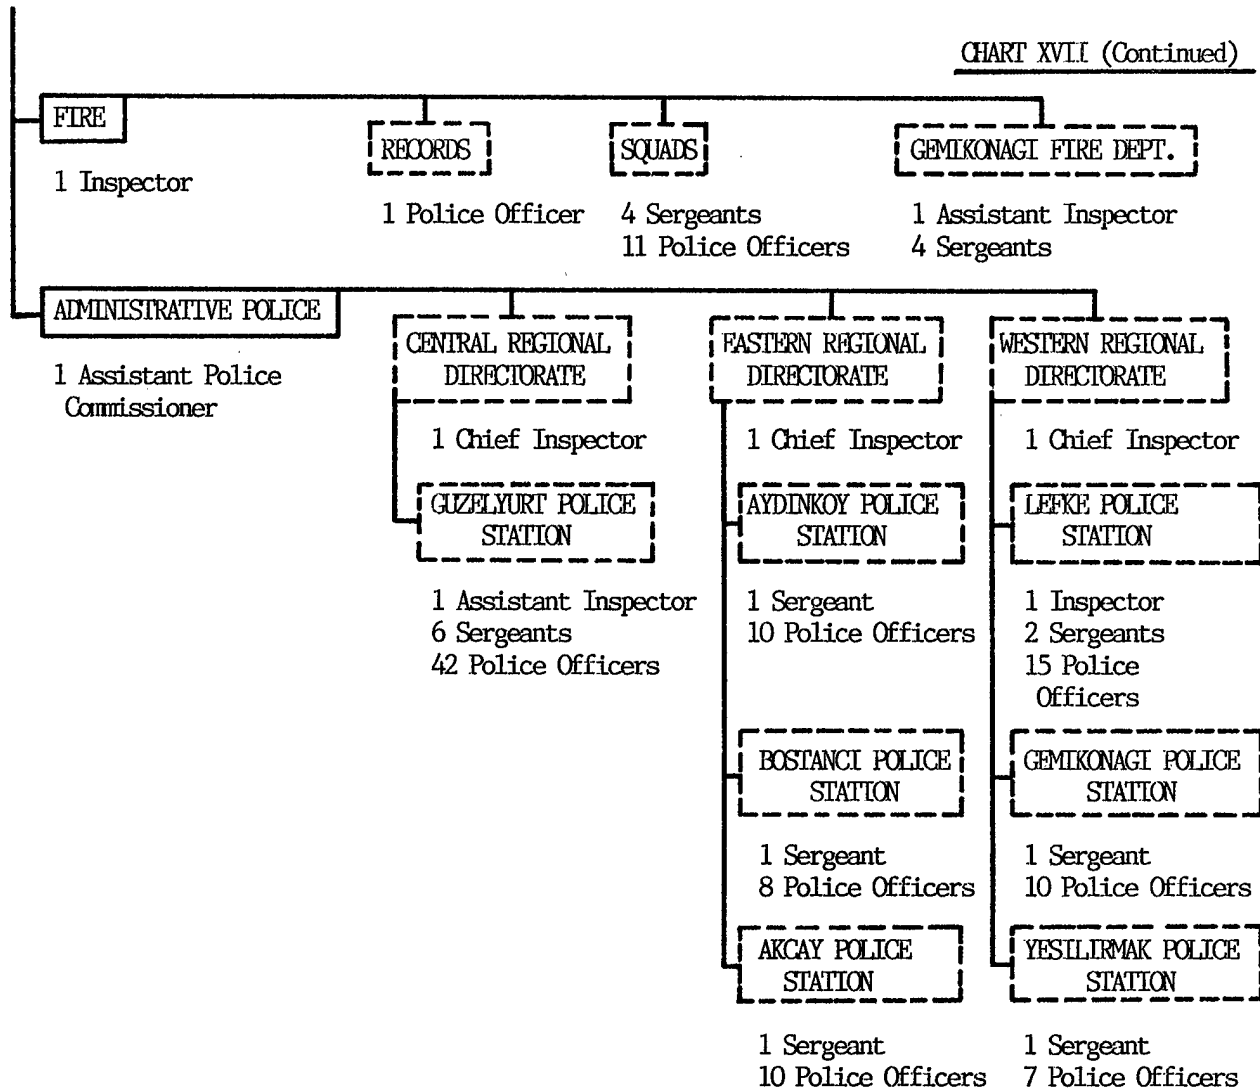 CHART XVII (Continued)
FIRE
1 Inspector
RECORDS
1 Police Officer
SQUADS
4 Sergeants
11 Police Officers
GEMIKONAGI FIRE DEPT.
1 Assistant Inspector
4 Sergeants
ADMINISTRATIVE POLICE
1 Assistant Police
Commissioner
CENTRAL REGIONAL
DIRECTORATE
1 Chief Inspector
GUZELYURT POLICE
STATION
1 Assistant Inspector
6 Sergeants
42 Police Officers
EASTERN REGIONAL
DIRECTORATE
1 Chief Inspector
AYDINKOY POLICE
STATION
1 Sergeant
10 Police Officers
BOSTANCI POLICE
STATION
1 Sergeant
8 Police Officers
AKCAY POLICE
STATION
1 Sergeant
10 Police Officers
WESTERN REGIONAL
DIRECTORATE
1 Chief Inspector
LEFKE POLICE
STATION
1 Inspector
2 Sergeants
15 Police
Officers
GEMIKONAGI POLICE
STATION
1 Sergeant
10 Police Officers
YESILIRMAK POLICE
STATION
1 Sergeant
7 Police Officers